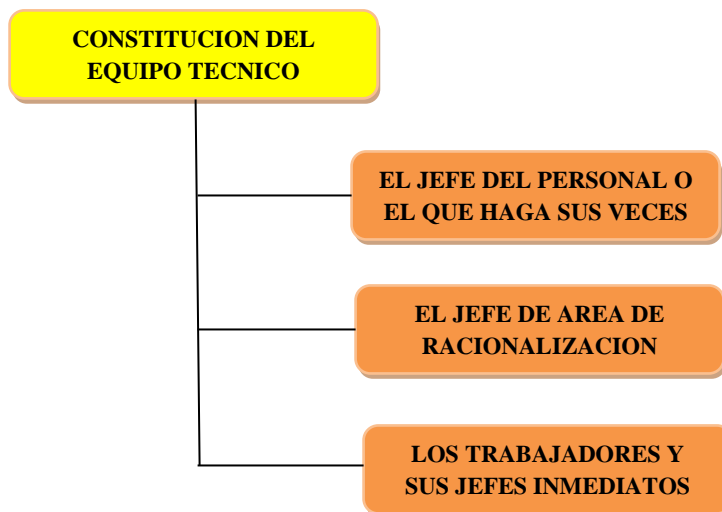 CONSTITUCION DEL
EQUIPO TECNICO
EL JEFE DEL PERSONAL O
EL QUE HAGA SUS VECES
EL JEFE DE AREA DE
RACIONALIZACION
LOS TRABAJADORES Y
SUS JEFES INMEDIATOS